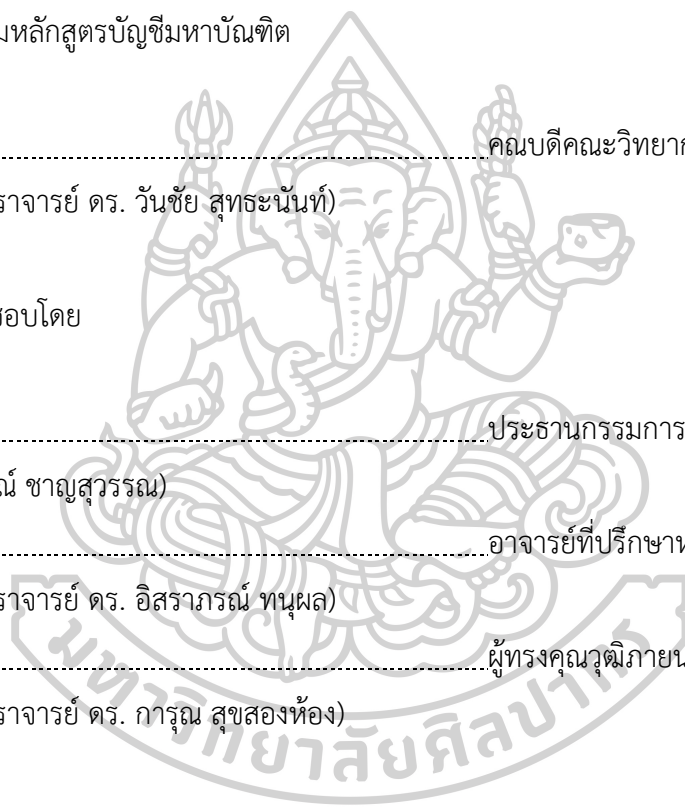 มหลักสูตรบัญชีมหาบัณฑิต
คณบดีคณะวิทยาก
ราจารย์ ดร. วันชัย สุทธะนันท์)
สอบโดย
ประธานกรรมการ
ณ์ ชาญสุวรรณ)
อาจารย์ที่ปรึกษาห
ราจารย์ ดร. อิสราภรณ์ ทนุผล)
ผู้ทรงคุณวุฒิภายน
ราจารย์ ดร. การุณ สุขสองห้อง)
มหาวิทยาลัยศิลปากร